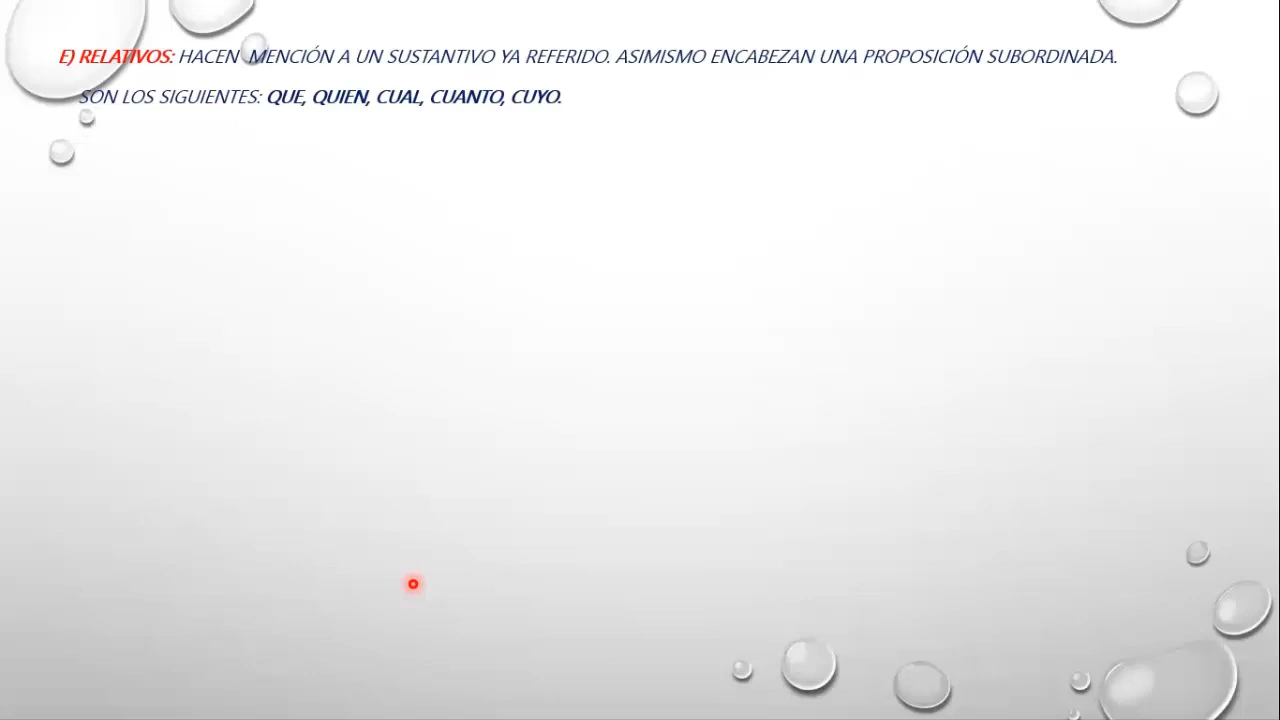 E) RELATIVOS: HACEN MENCIÓN A UN SUSTANTIVO YA REFERIDO. ASIMISMO ENCABEZAN UNA PROPOSICIÓN SUBORDINADA.
SON LOS SIGUIENTES: QUE, QUIEN, CUAL, CUANTO, CUYO.